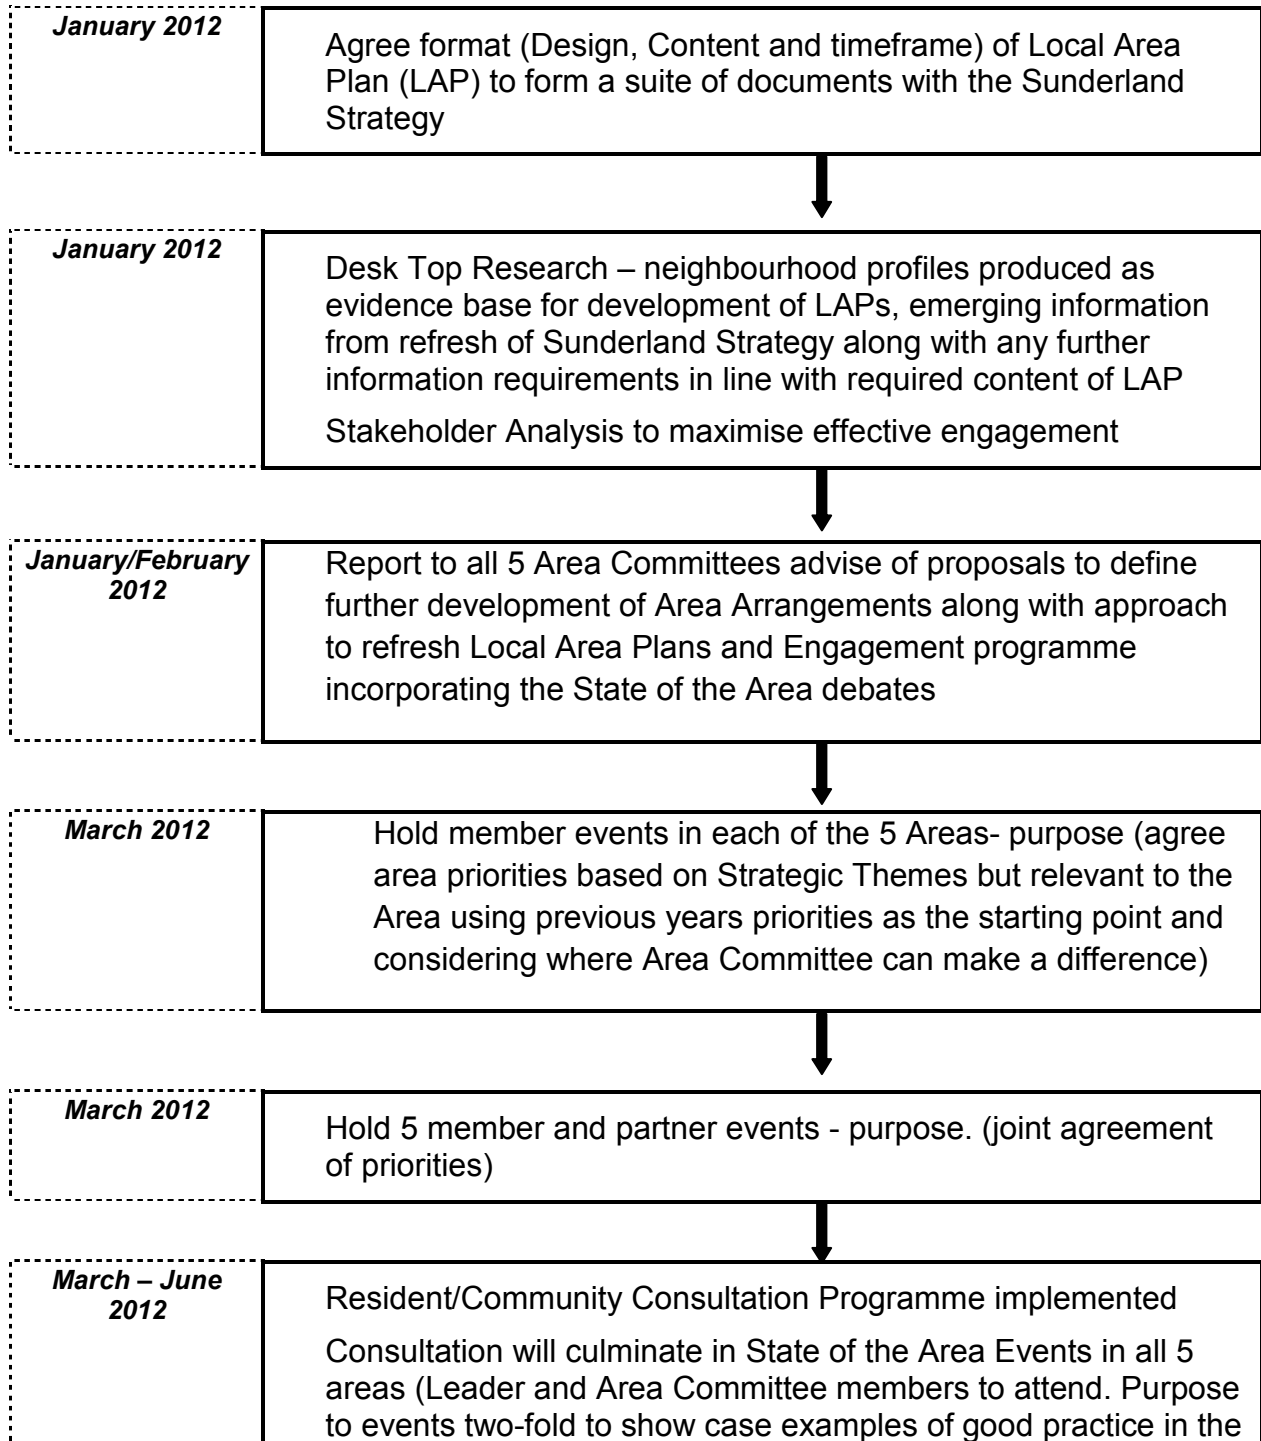 January 2012
Agree format (Design, Content and timeframe) of Local Area
Plan (LAP) to form a suite of documents with the Sunderland
Strategy
January 2012
Desk Top Research – neighbourhood profiles produced as
evidence base for development of LAPs, emerging information
from refresh of Sunderland Strategy along with any further
information requirements in line with required content of LAP
Stakeholder Analysis to maximise effective engagement
January/February
2012
Report to all 5 Area Committees advise of proposals to define
further development of Area Arrangements along with approach
to refresh Local Area Plans and Engagement programme
incorporating the State of the Area debates
March 2012
Hold member events in each of the 5 Areas- purpose (agree
area priorities based on Strategic Themes but relevant to the
Area using previous years priorities as the starting point and
considering where Area Committee can make a difference)
March 2012
Hold 5 member and partner events - purpose. (joint agreement
of priorities)
March – June
2012
Resident/Community Consultation Programme implemented
Consultation will culminate in State of the Area Events in all 5
areas (Leader and Area Committee members to attend. Purpose
to events two-fold to show case examples of good practice in the